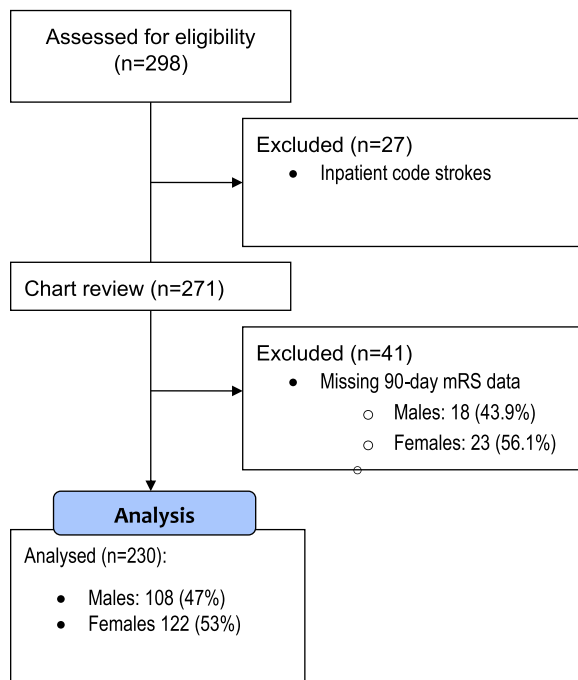 Assessed for eligibility
(n=298)
Excluded (n=27)
• Inpatient code strokes
Chart review (n=271)
Excluded (n=41)
• Missing 90-day mRS data
○ Males: 18 (43.9%)
○ Females: 23 (56.1%)
○
Analysis
Analysed (n=230):
• Males: 108 (47%)
• Females 122 (53%)